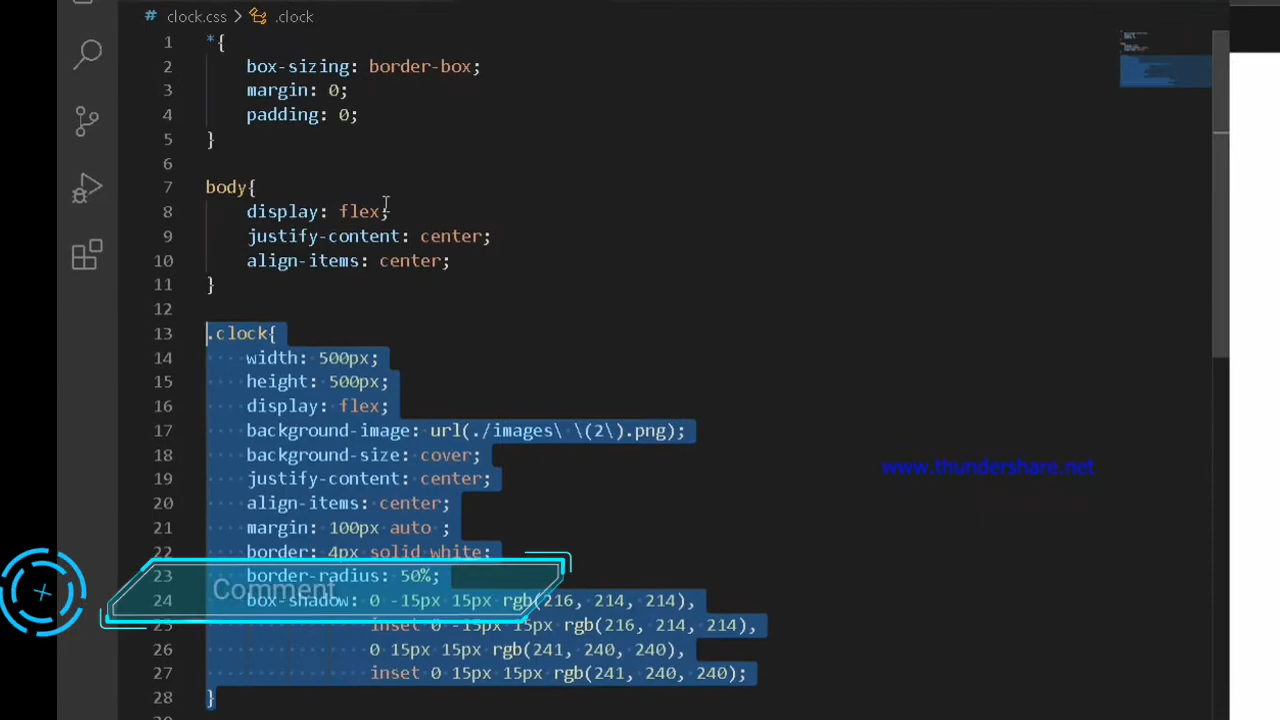 # clock.css > .clock
1 *{
2 box-sizing: border-box;
3 margin: 0;
4 padding: 0;
5 }
6
7 body{
8 display: flex;
9 justify-content: center;
10 align-items: center;
11 }
12
13 .clock{
14 width: 500px;
15 height: 500px;
16 display: flex;
17 background-image: url(./images\ \(2\).png);
18 background-size: cover;
19 justify-content: center;
20 align-items: center;
21 margin: 100px auto ;
22 border: 4px solid white;
23 border-radius: 50%;
24 box-shadow: 0 -15px 15px rgb(216, 214, 214),
25 inset 0 -15px 15px rgb(216, 214, 214),
26 0 15px 15px rgb(241, 240, 240),
27 inset 0 15px 15px rgb(241, 240, 240);
28 }
Comment
www.thundershare.net